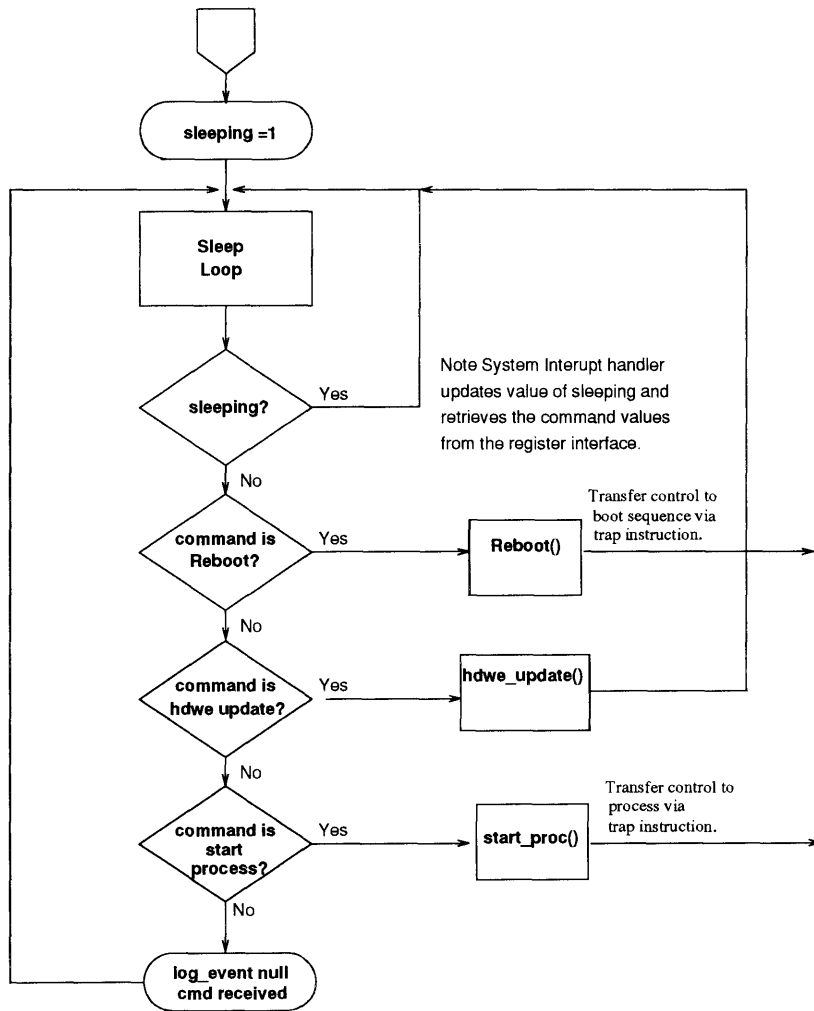 sleeping =1
Sleep
Loop
sleeping?
Yes
Note System Interupt handler
updates value of sleeping and
retrieves the command values
from the register interface.
No
command is
Reboot?
Yes
Reboot()
Transfer control to
boot sequence via
trap instruction.
No
command is
hdwe update?
Yes
hdwe_update()
No
command is
start
process?
Yes
start_proc()
Transfer control to
process via
trap instruction.
No
log_event null
cmd received